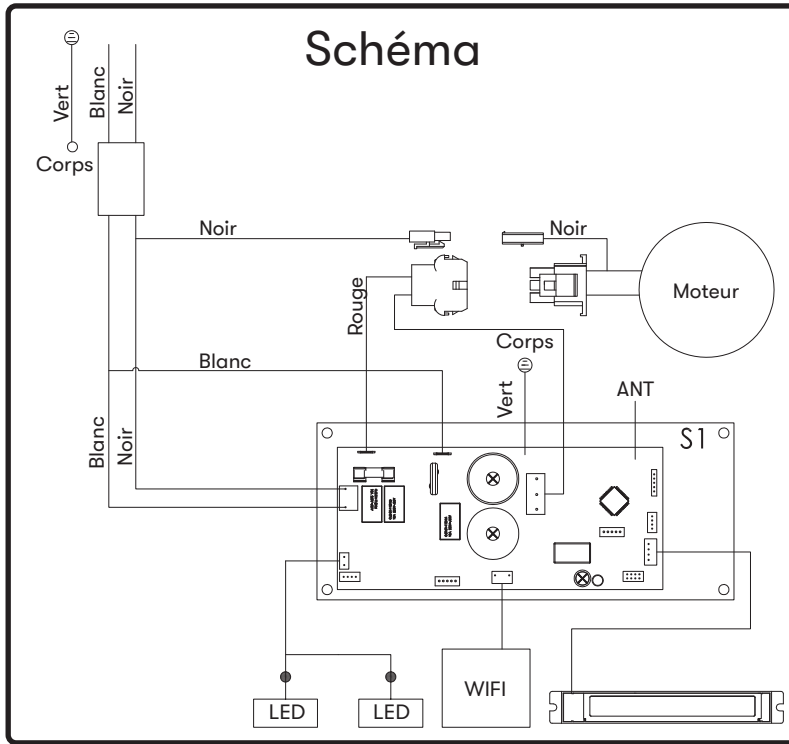 Schéma
Vert
Blanc
Noir
Corps
Noir
Noir
Moteur
Rouge
Corps
Blanc
Vert
ANT
Blanc
Noir
S1
LED
LED
WIFI